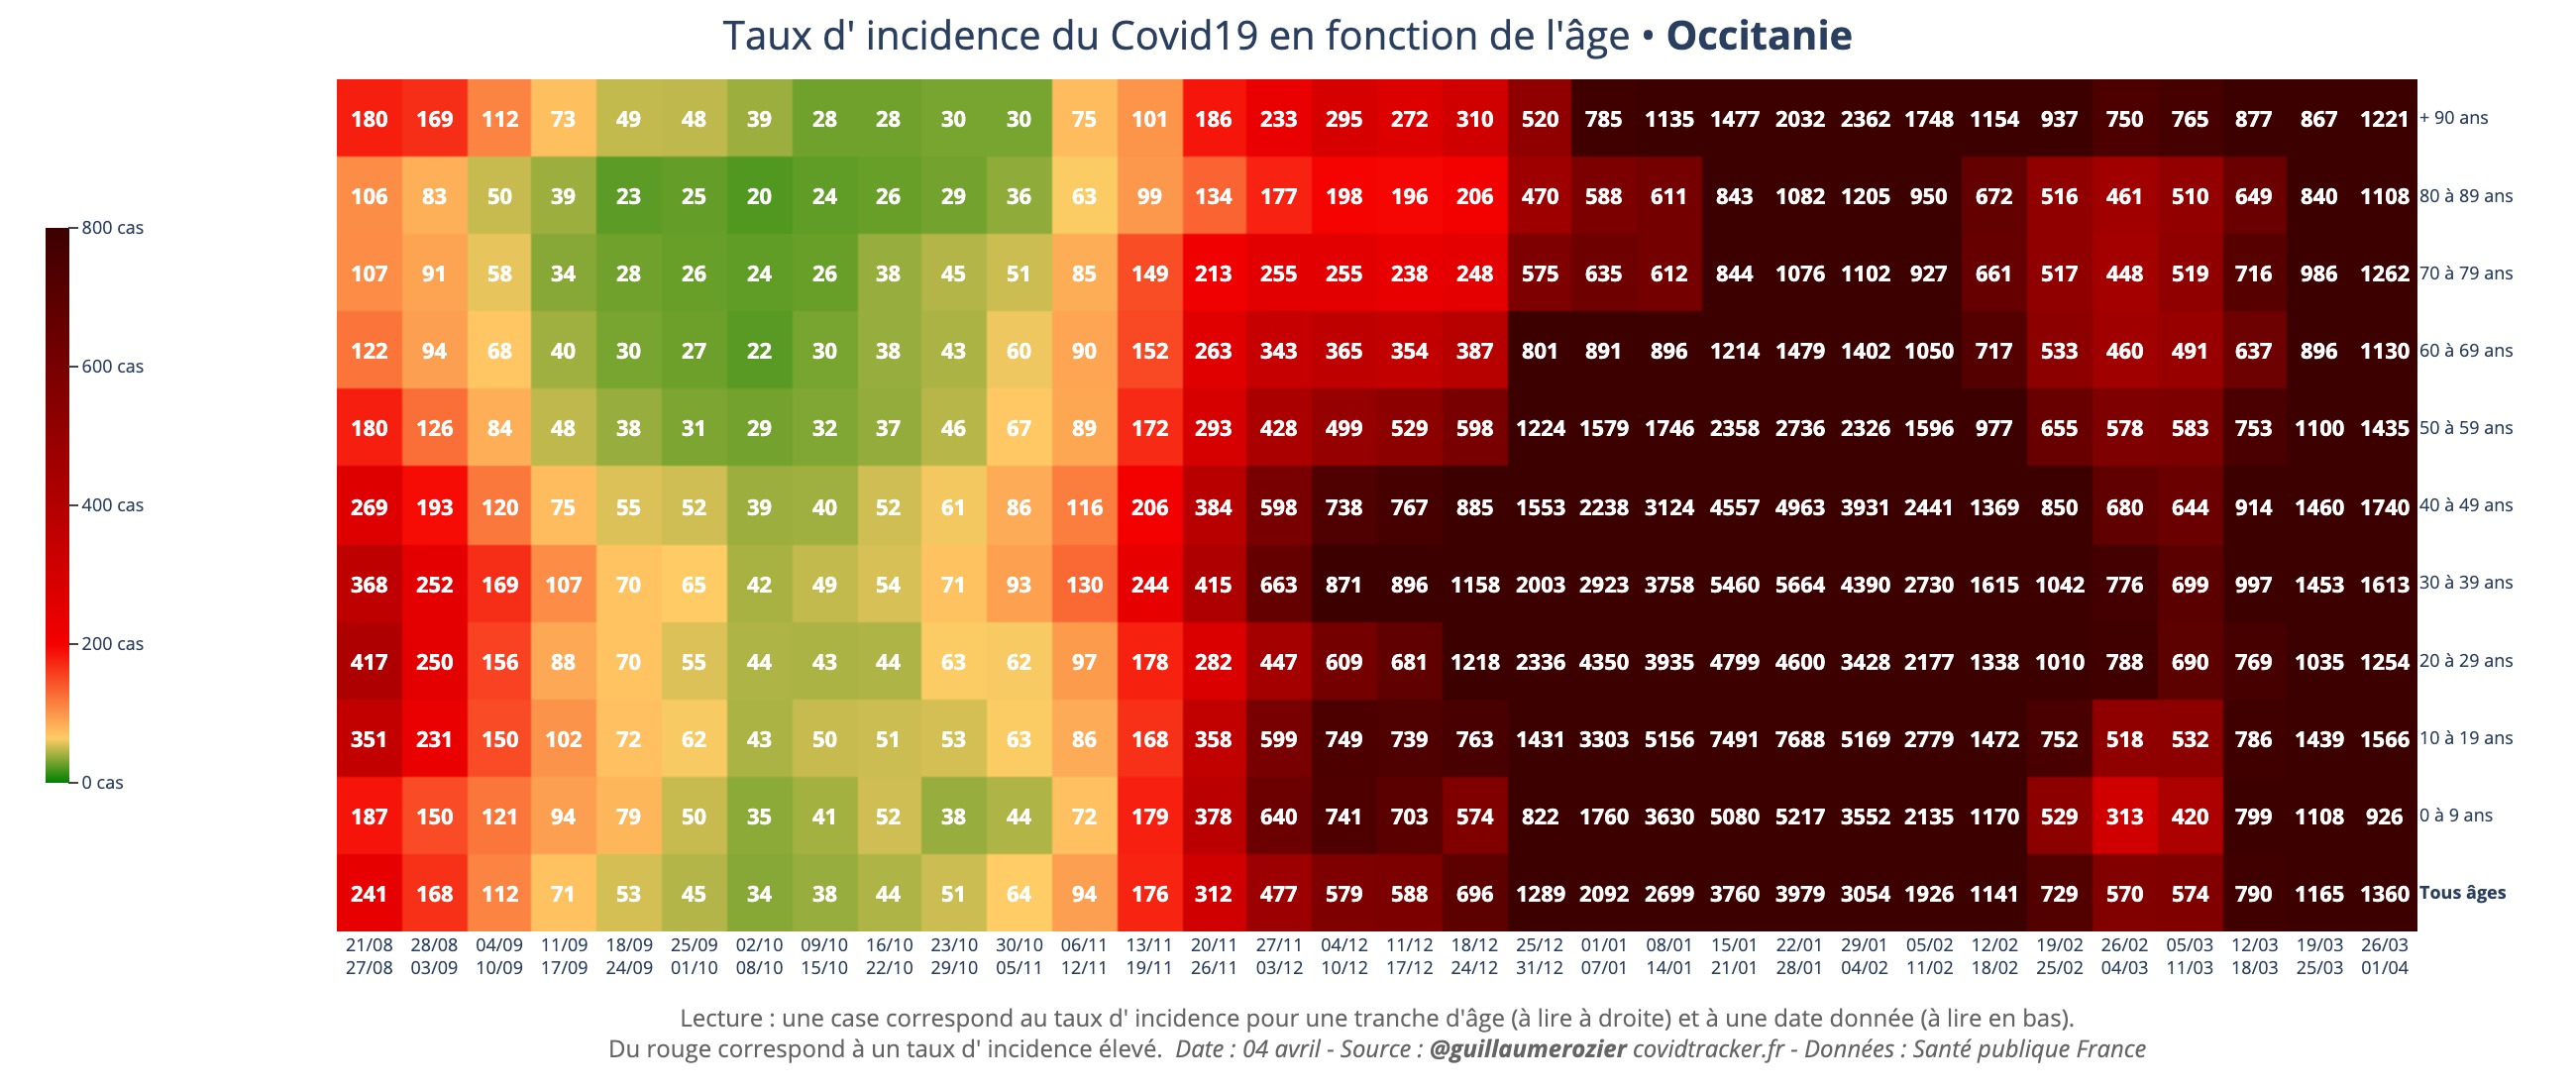 Taux d' incidence du Covid19 en fonction de l'âge • Occitanie
800 cas
600 cas
400 cas
200 cas
0 cas
180 169 112 73 49 48 39 28 28 30 30 75 101 186 233 295 272 310 520 785 1135 1477 2032 2362 1748 1154 937 750 765 877 867 1221 + 90 ans
106 83 50 39 23 25 20 24 26 29 36 63 99 134 177 198 196 206 470 588 611 843 1082 1205 950 672 516 461 510 649 840 1108 80 à 89 ans
107 91 58 34 28 26 24 26 38 45 51 85 149 213 255 255 238 248 575 635 612 844 1076 1102 927 661 517 448 519 716 986 1262 70 à 79 ans
122 94 68 40 30 27 22 30 38 43 60 90 152 263 343 365 354 387 801 891 896 1214 1479 1402 1050 717 533 460 491 637 896 1130 60 à 69 ans
180 126 84 48 38 31 29 32 37 46 67 89 172 293 428 499 529 598 1224 1579 1746 2358 2736 2326 1596 977 655 578 583 753 1100 1435 50 à 59 ans
269 193 120 75 55 52 39 40 52 61 86 116 206 384 598 738 767 885 1553 2238 3124 4557 4963 3931 2441 1369 850 680 644 914 1460 1740 40 à 49 ans
368 252 169 107 70 65 42 49 54 71 93 130 244 415 663 871 896 1158 2003 2923 3758 5460 5664 4390 2730 1615 1042 776 699 997 1453 1613 30 à 39 ans
417 250 156 88 70 55 44 43 44 63 62 97 178 282 447 609 681 1218 2336 4350 3935 4799 4600 3428 2177 1338 1010 788 690 769 1035 1254 20 à 29 ans
351 231 150 102 72 62 43 50 51 53 63 86 168 358 599 749 739 763 1431 3303 5156 7491 7688 5169 2779 1472 752 518 532 786 1439 1566 10 à 19 ans
187 150 121 94 79 50 35 41 52 38 44 72 179 378 640 741 703 574 822 1760 3630 5080 5217 3552 2135 1170 529 313 420 799 1108 926 0 à 9 ans
241 168 112 71 53 45 34 38 44 51 64 94 176 312 477 579 588 696 1289 2092 2699 3760 3979 3054 1926 1141 729 570 574 790 1165 1360 Tous âges
21/08 28/08 04/09 11/09 18/09 25/09 02/10 09/10 16/10 23/10 30/10 06/11 13/11 20/11 27/11 04/12 11/12 18/12 25/12 01/01 08/01 15/01 22/01 29/01 05/02 12/02 19/02 26/02 05/03 12/03 19/03 26/03
27/08 03/09 10/09 17/09 24/09 01/10 08/10 15/10 22/10 29/10 05/11 12/11 19/11 26/11 03/12 10/12 17/12 24/12 31/12 07/01 14/01 21/01 28/01 04/02 11/02 18/02 25/02 04/03 11/03 18/03 25/03 01/04
Lecture : une case correspond au taux d' incidence pour une tranche d'âge (à lire à droite) et à une date donnée (à lire en bas).
Du rouge correspond à un taux d' incidence élevé. Date : 04 avril - Source : @guillaumerozier covidtracker.fr - Données : Santé publique France